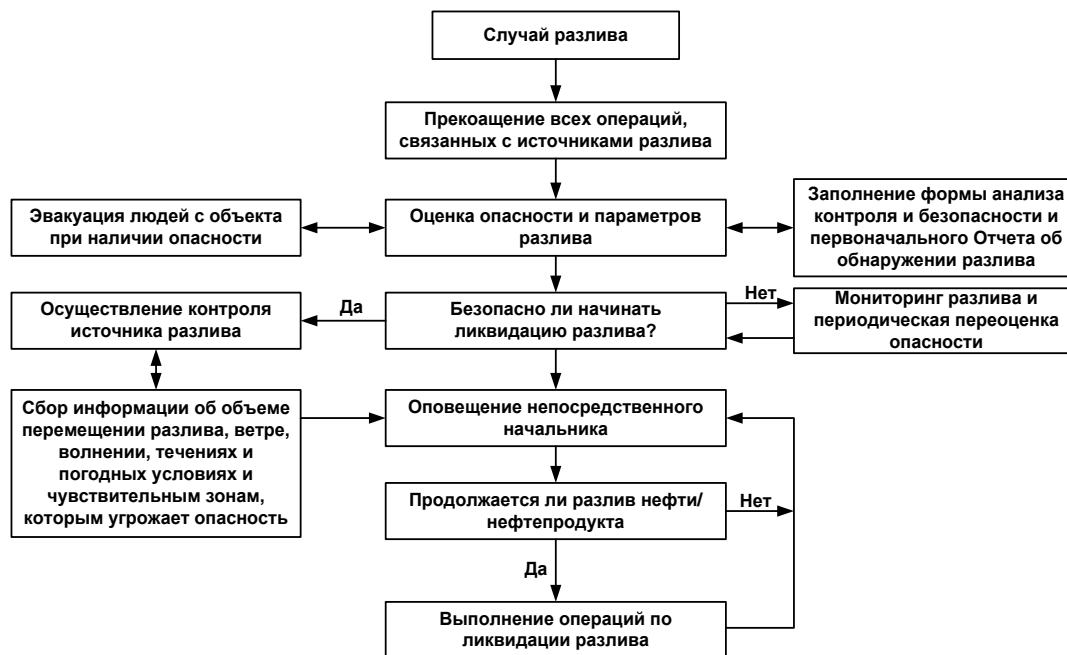 Случай разлива
Прекоащение всех операций,
связанных с источниками разлива
Эвакуация людей с объекта
при наличии опасности
Оценка опасности и параметров
разлива
Заполнение формы анализа
контроля и безопасности и
первоначального Отчета об
обнаружении разлива
Осуществление контроля
источника разлива
Да
Безопасно ли начинать
ликвидацию разлива?
Нет
Мониторинг разлива и
периодическая переоценка
опасности
Сбор информации об объеме
перемещении разлива, ветре,
волнении, течениях и
погодных условиях и
чувствительным зонам,
которым угрожает опасность
Оповещение непосредственного
начальника
Продолжается ли разлив нефти/
нефтепродукта
Нет
Да
Выполнение операций по
ликвидации разлива